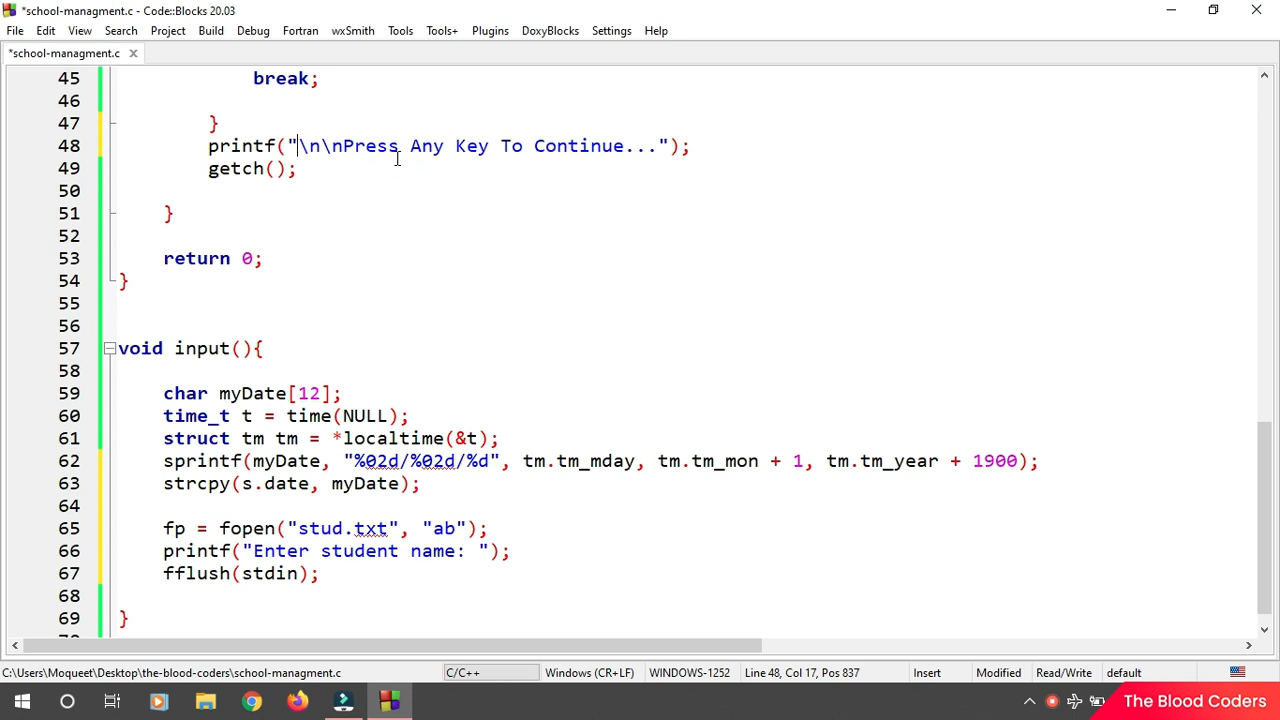 *school-managment.c - Code::Blocks 20.03
File Edit View Search Project Build Debug Fortran wxSmith Tools Tools+ Plugins DoxyBlocks Settings Help
*school-managment.c
45 break;
46
47 }
48 printf("\n\nPress Any Key To Continue...");
49 getch();
50
51 }
52
53 return 0;
54 }
55
56
57 void input(){
58
59 char myDate[12];
60 time_t t = time(NULL);
61 struct tm tm = *localtime(&t);
62 sprintf(myDate, "%02d/%02d/%d", tm.tm_mday, tm.tm_mon + 1, tm.tm_year + 1900);
63 strcpy(s.date, myDate);
64
65 fp = fopen("stud.txt", "ab");
66 printf("Enter student name: ");
67 fflush(stdin);
68
69 }
C:\Users\Moqueet\Desktop\the-blood-coders\school-managment.c C/C++ Windows (CR+LF) WINDOWS-1252 Line 48, Col 17, Pos 837 Insert Modified Read/Write default
The Blood Coders